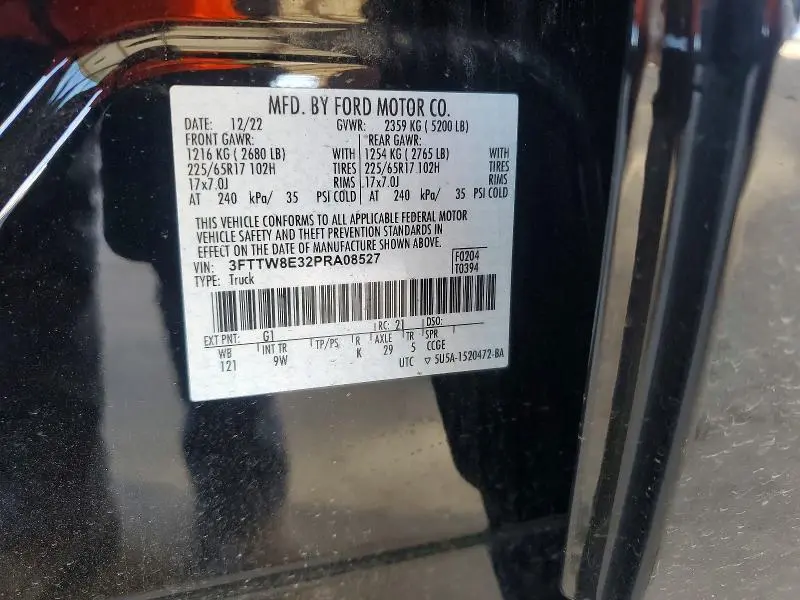 MFD. BY FORD MOTOR CO.
DATE: 12/22 GVWR: 2359 KG ( 5200 LB)
FRONT GAWR: REAR GAWR:
1216 KG ( 2680 LB) WITH 1254 KG ( 2765 LB) WITH
225/65R17 102H TIRES 225/65R17 102H TIRES
17x7.0J RIMS 17x7.0J RIMS
AT 240 kPa/ 35 PSI COLD AT 240 kPa/ 35 PSI COLD
THIS VEHICLE CONFORMS TO ALL APPLICABLE FEDERAL MOTOR
VEHICLE SAFETY AND THEFT PREVENTION STANDARDS IN
EFFECT ON THE DATE OF MANUFACTURE SHOWN ABOVE.
VIN: 3FTTW8E32PRA08527 F0204
TYPE: Truck T0394
EXT PNT: G1 RC: 21 DSO:
WB INT TR TP/PS R AXLE TR SPR
121 9W K 29 5 CCGE
UTC ▽ 5U5A-1520472-BA